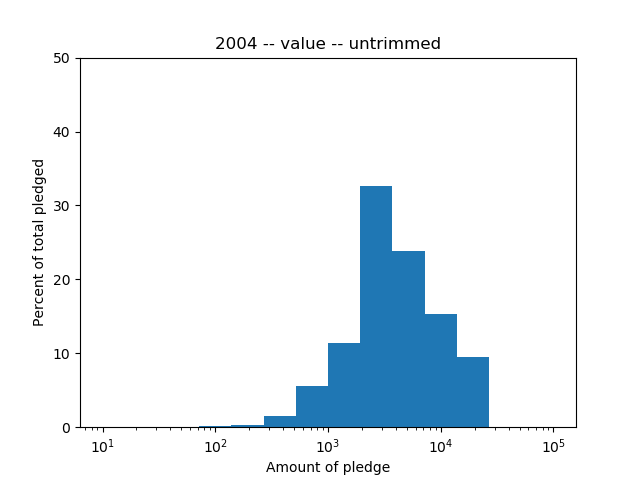 2004 -- value -- untrimmed
Percent of total pledged
50
40
30
20
10
0
10¹ 10² 10³ 10⁴ 10⁵
Amount of pledge